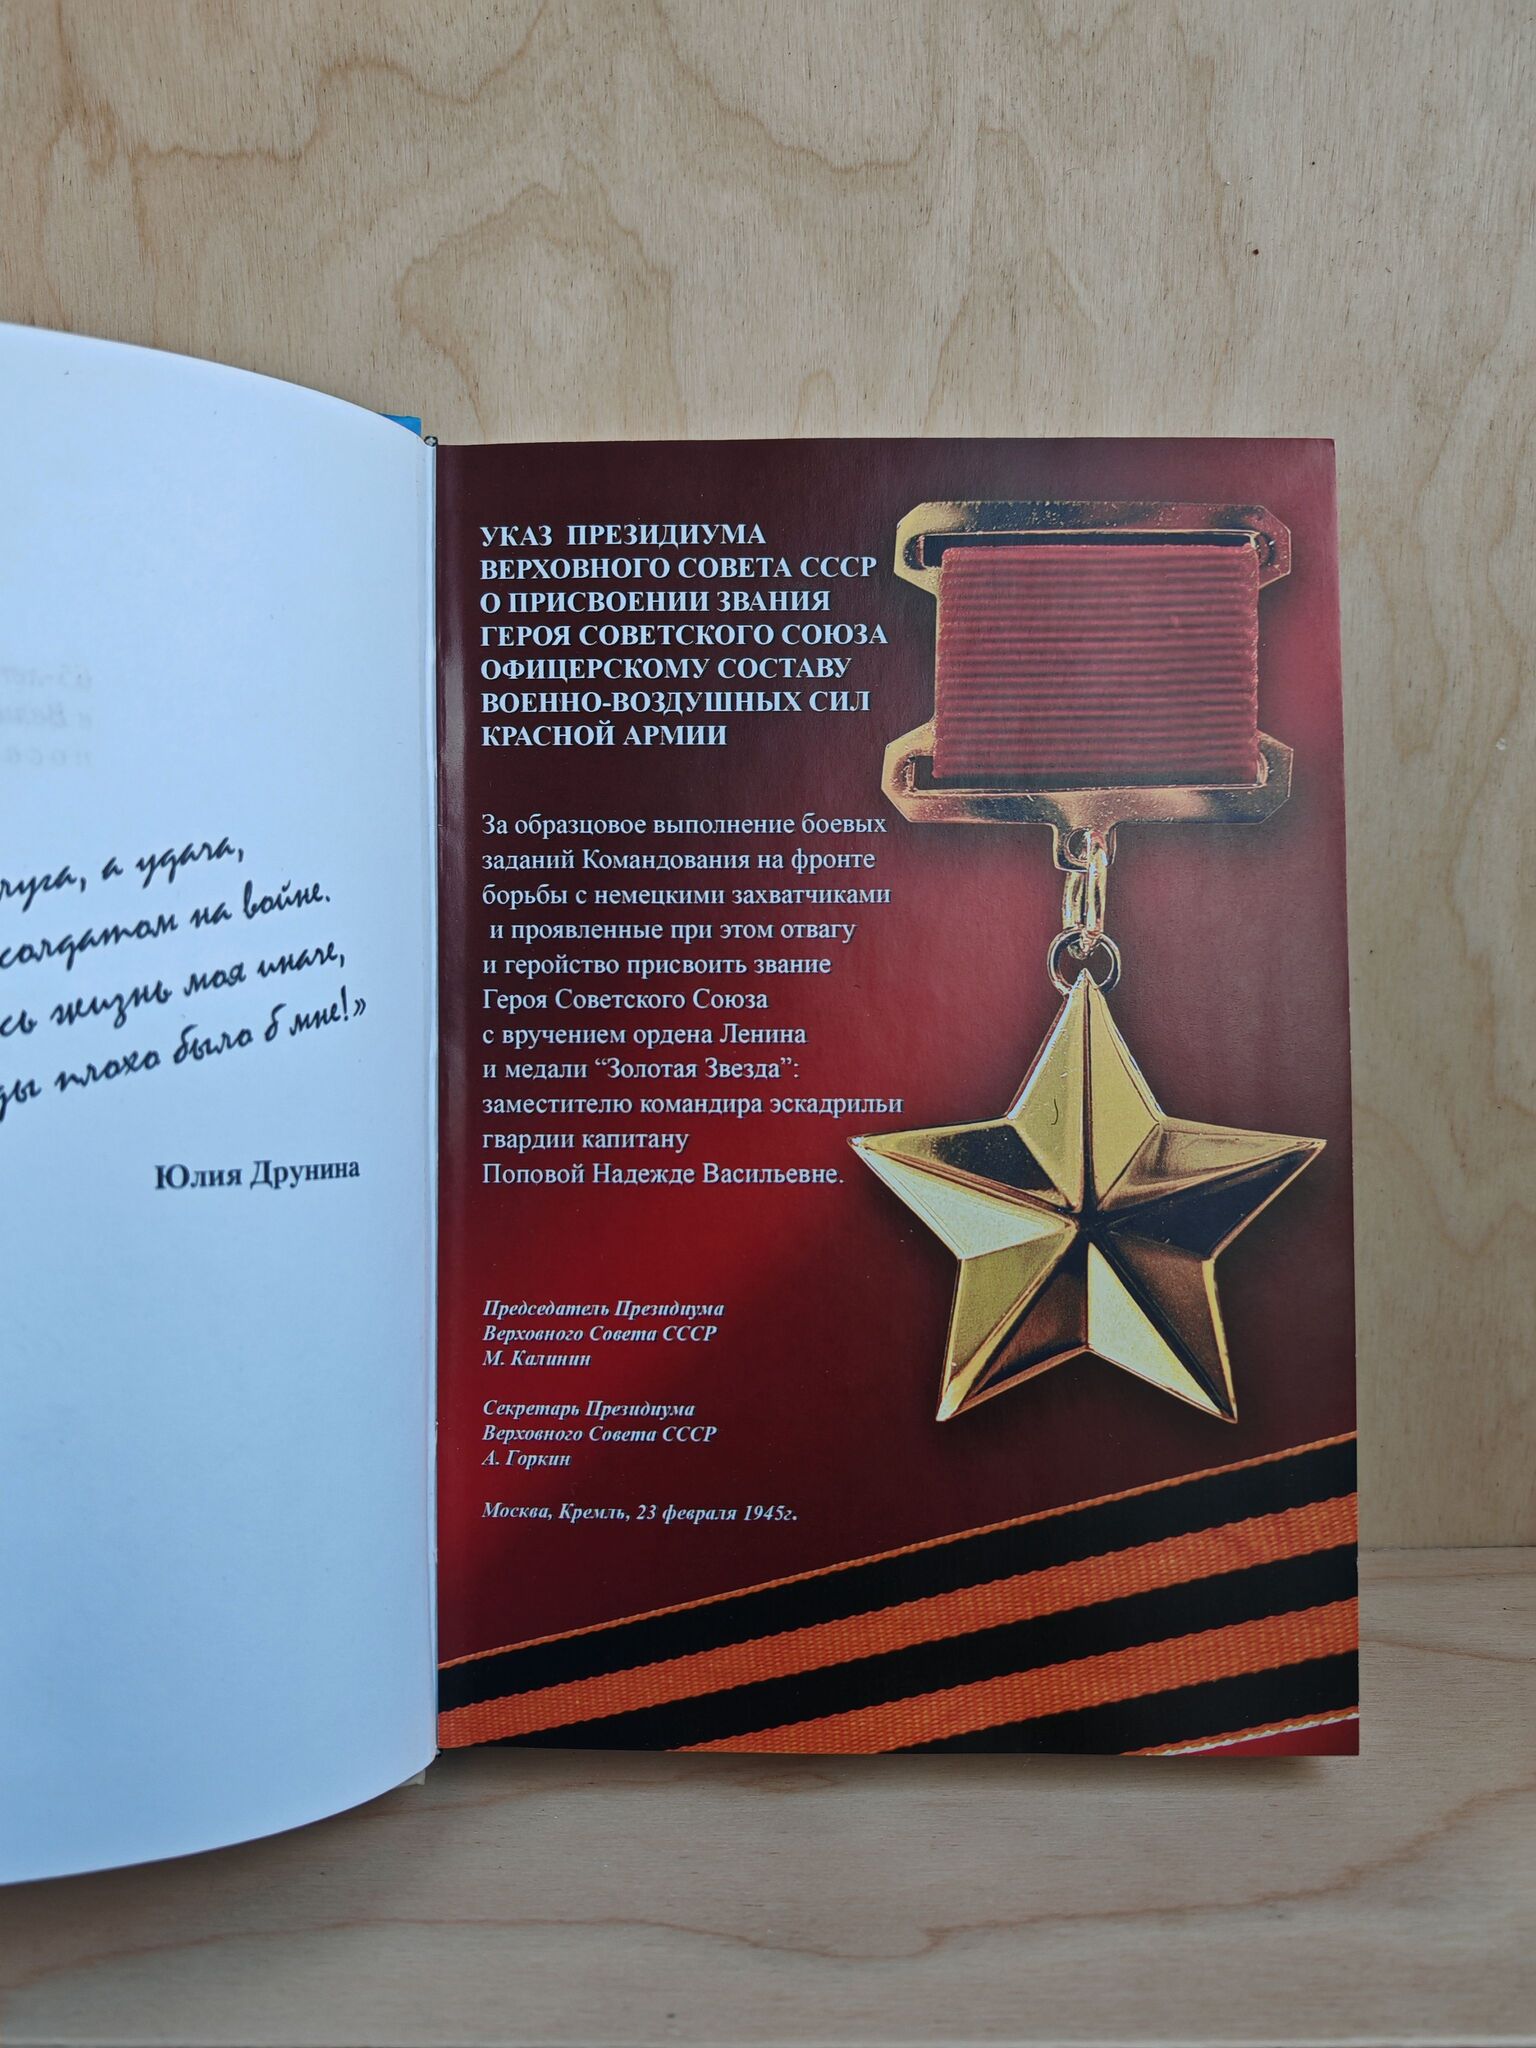 а удача,
солдатом на войне.
жизнь моя иначе,
плохо было б мне!»
Юлия Друнина
УКАЗ ПРЕЗИДИУМА
ВЕРХОВНОГО СОВЕТА СССР
О ПРИСВОЕНИИ ЗВАНИЯ
ГЕРОЯ СОВЕТСКОГО СОЮЗА
ОФИЦЕРСКОМУ СОСТАВУ
ВОЕННО-ВОЗДУШНЫХ СИЛ
КРАСНОЙ АРМИИ
За образцовое выполнение боевых
заданий Командования на фронте
борьбы с немецкими захватчиками
и проявленные при этом отвагу
и геройство присвоить звание
Героя Советского Союза
с вручением ордена Ленина
и медали “Золотая Звезда”:
заместителю командира эскадрильи
гвардии капитану
Поповой Надежде Васильевне.
Председатель Президиума
Верховного Совета СССР
М. Калинин
Секретарь Президиума
Верховного Совета СССР
А. Горкин
Москва, Кремль, 23 февраля 1945г.